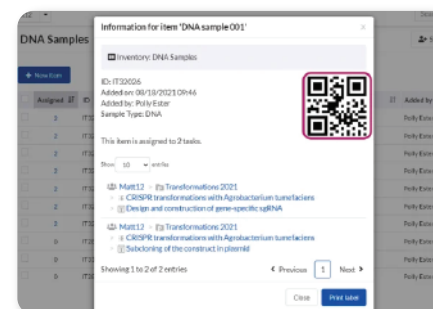 Information for item 'DNA sample 001'
DNA Samples
Inventory: DNA Samples
New Item
ID: IT32026
Added on: 08/18/2021 09:46
Added by: Polly Ester
Sample Type: DNA
Assigned
ID
Added by
This item is assigned to 2 tasks.
Show 10 entries
Matt12 Transformations 2021
CRISPR transformations with Agrobacterium tumefaciens
Design and construction of gene-specific sgRNA
Matt12 Transformations 2021
CRISPR transformations with Agrobacterium tumefaciens
Subcloning of the construct in plasmid
Showing 1 to 2 of 2 entries
Previous 1 Next
Close Print label